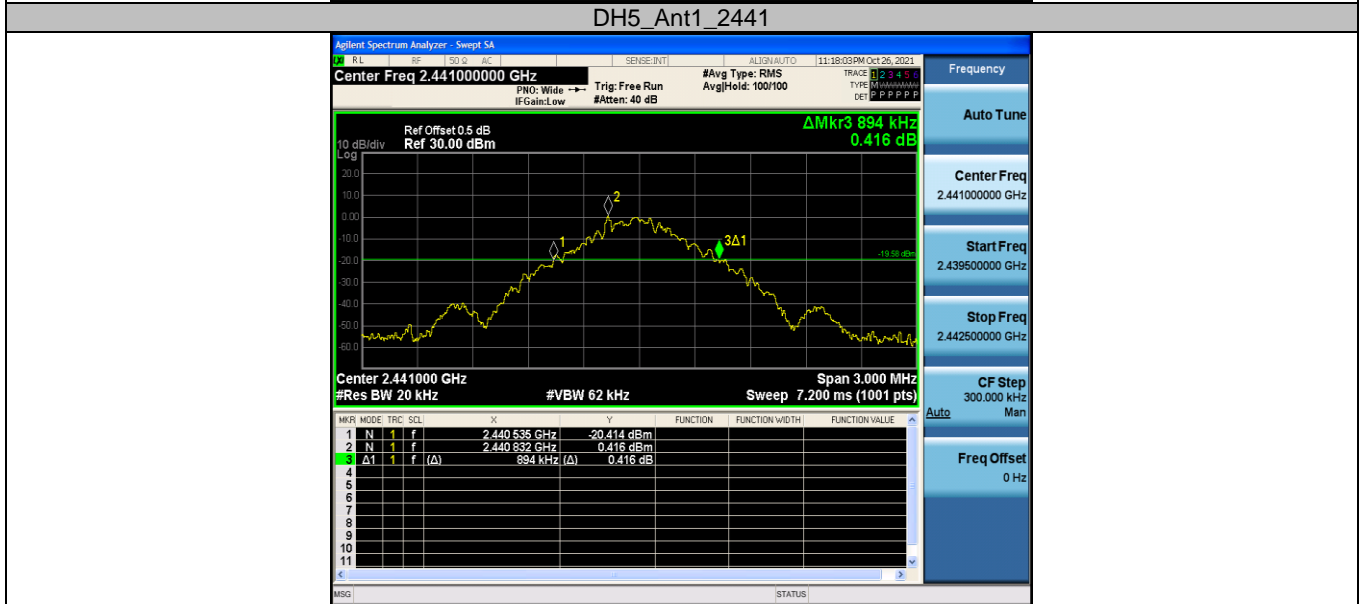 DH5_Ant1_2441
Agilent Spectrum Analyzer - Swept SA
RL RF 50 Ω AC SENSE:INT ALIGNAUTO 11:18:03PM Oct 26, 2021
Center Freq 2.441000000 GHz
PNO: Wide
IFGain:Low
Trig: Free Run
#Atten: 40 dB
#Avg Type: RMS
Avg|Hold: 100/100
TRACE 1 2 3 4 5 6
TYPE M
DET P P P P P P
ΔMkr3 894 kHz
0.416 dB
Ref Offset 0.5 dB
10 dB/div Ref 30.00 dBm
Log
20.0
10.0
0.00
-10.0
-20.0
-30.0
-40.0
-50.0
-60.0
2
1
3Δ1
-19.58 dBm
Center 2.441000 GHz Span 3.000 MHz
#Res BW 20 kHz #VBW 62 kHz Sweep 7.200 ms (1001 pts)
MKR MODE TRC SCL X Y FUNCTION FUNCTION WIDTH FUNCTION VALUE
1 N 1 f 2.440 535 GHz -20.414 dBm
2 N 1 f 2.440 832 GHz 0.416 dBm
3 Δ1 1 f (Δ) 894 kHz (Δ) 0.416 dB
4
5
6
7
8
9
10
11
MSG STATUS
Frequency
Auto Tune
Center Freq
2.441000000 GHz
Start Freq
2.439500000 GHz
Stop Freq
2.442500000 GHz
CF Step
300.000 kHz
Auto Man
Freq Offset
0 Hz